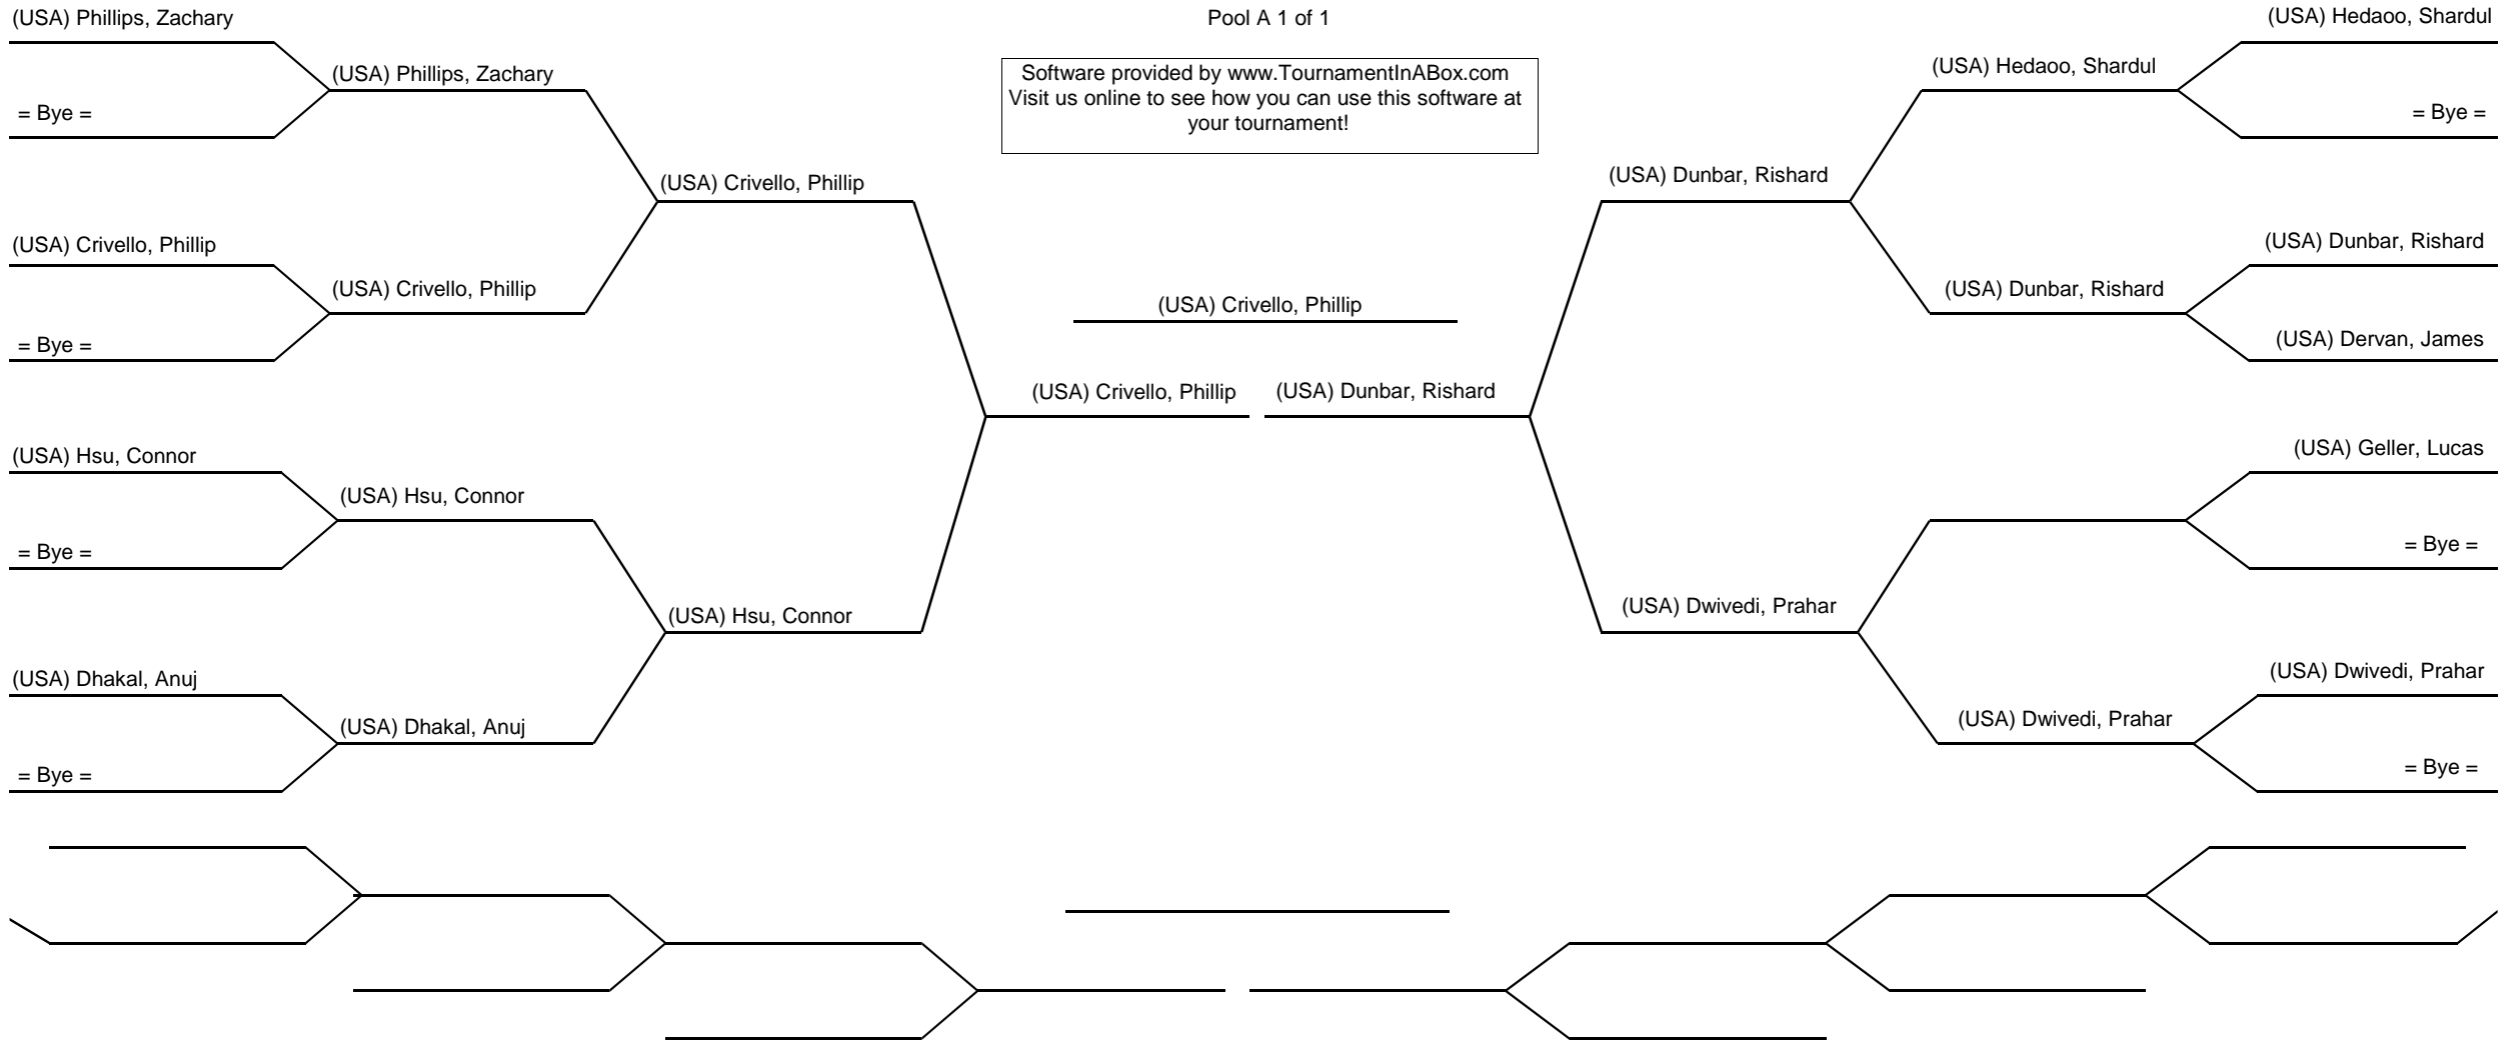 (USA) Phillips, Zachary
= Bye =
(USA) Crivello, Phillip
= Bye =
(USA) Hsu, Connor
= Bye =
(USA) Dhakal, Anuj
= Bye =
(USA) Phillips, Zachary
(USA) Crivello, Phillip
(USA) Hsu, Connor
(USA) Dhakal, Anuj
(USA) Crivello, Phillip
(USA) Hsu, Connor
Pool A 1 of 1
Software provided by www.TournamentInABox.com
Visit us online to see how you can use this software at
your tournament!
(USA) Crivello, Phillip
(USA) Crivello, Phillip
(USA) Dunbar, Rishard
(USA) Dunbar, Rishard
(USA) Dwivedi, Prahar
(USA) Hedaoo, Shardul
(USA) Dunbar, Rishard
(USA) Dwivedi, Prahar
(USA) Hedaoo, Shardul
= Bye =
(USA) Dunbar, Rishard
(USA) Dervan, James
(USA) Geller, Lucas
= Bye =
(USA) Dwivedi, Prahar
= Bye =